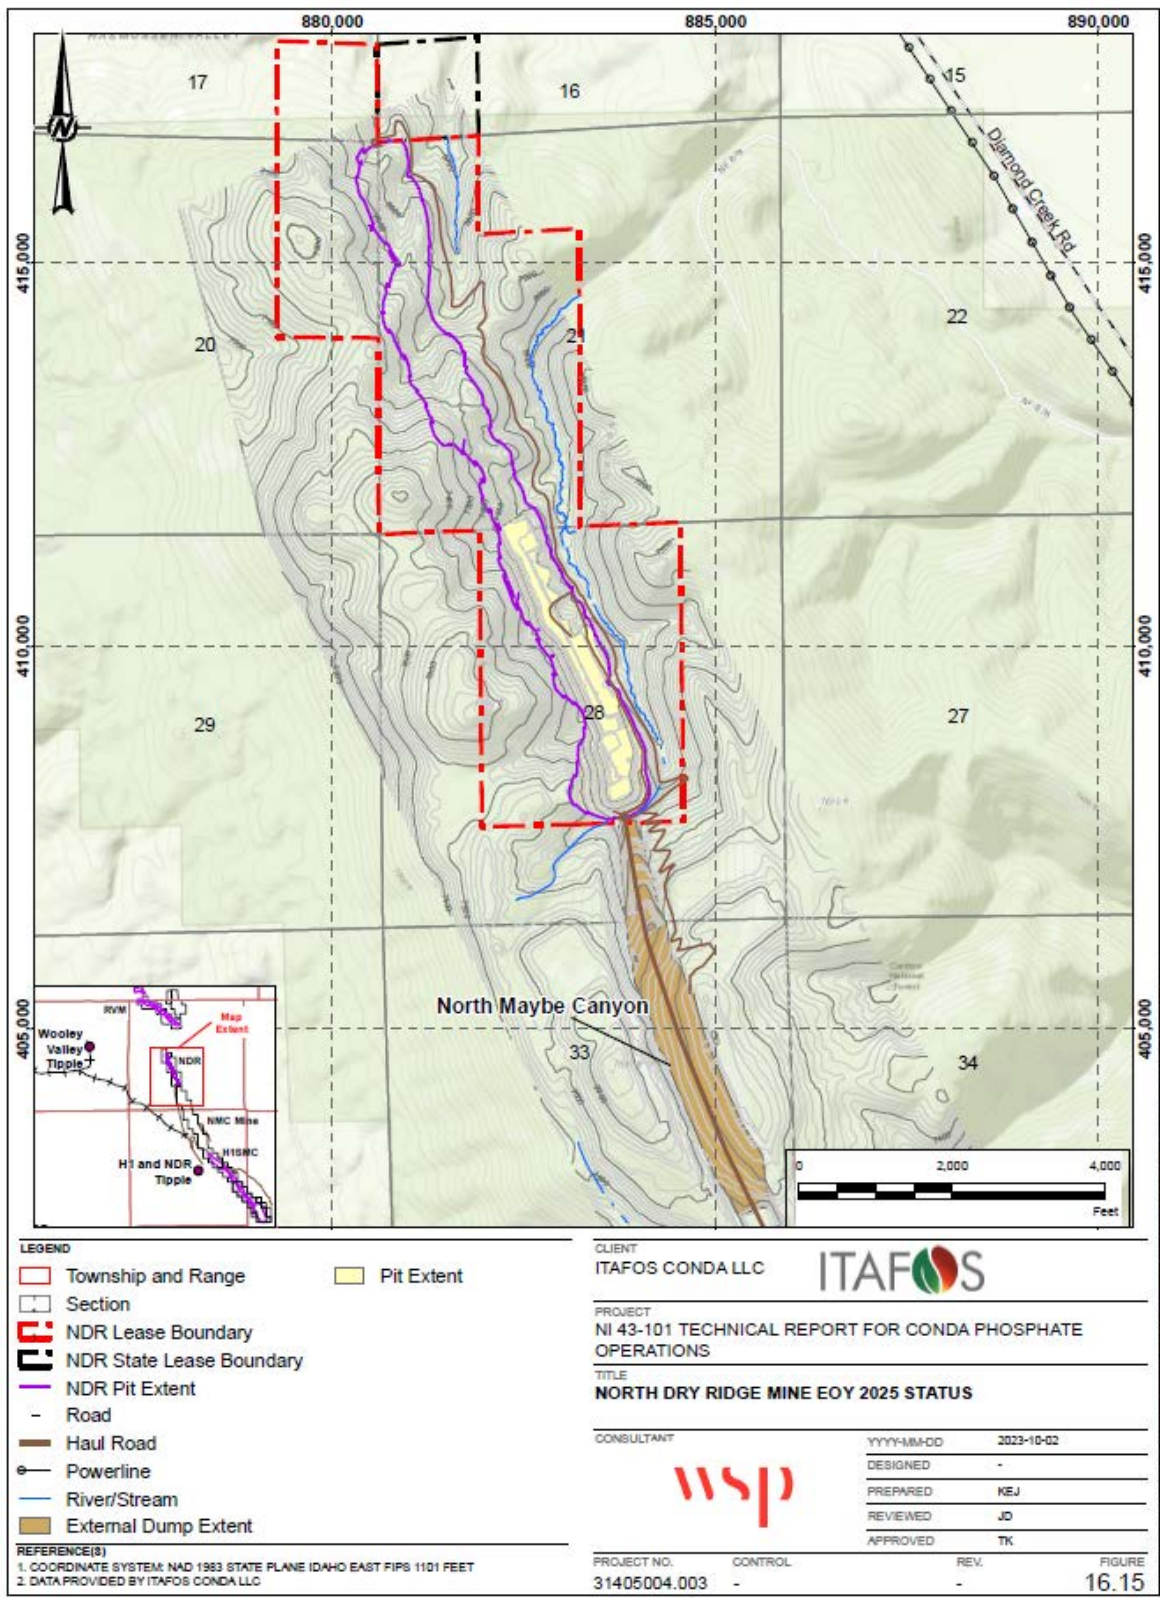 880,000
885,000
890,000
17
16
15
Diamond Creek Rd
415,000
415,000
20
21
22
410,000
410,000
29
28
27
North Maybe Canyon
405,000
405,000
33
34
RVM
Map
Extent
Wooley
Valley
Tipple
NDR
NMC Mine
H1SMC
H1 and NDR
Tipple
0
2,000
4,000
Feet
LEGEND
Township and Range
Pit Extent
Section
NDR Lease Boundary
NDR State Lease Boundary
NDR Pit Extent
Road
Haul Road
Powerline
River/Stream
External Dump Extent
REFERENCE(S)
1. COORDINATE SYSTEM: NAD 1983 STATE PLANE IDAHO EAST FIPS 1101 FEET
2. DATA PROVIDED BY ITAFOS CONDA LLC
CLIENT
ITAFOS CONDA LLC
ITAFOS
PROJECT
NI 43-101 TECHNICAL REPORT FOR CONDA PHOSPHATE
OPERATIONS
TITLE
NORTH DRY RIDGE MINE EOY 2025 STATUS
CONSULTANT
wsp
YYYY-MM-DD 2023-10-02
DESIGNED -
PREPARED KEJ
REVIEWED JD
APPROVED TK
PROJECT NO. CONTROL REV. FIGURE
31405004.003 - - 16.15